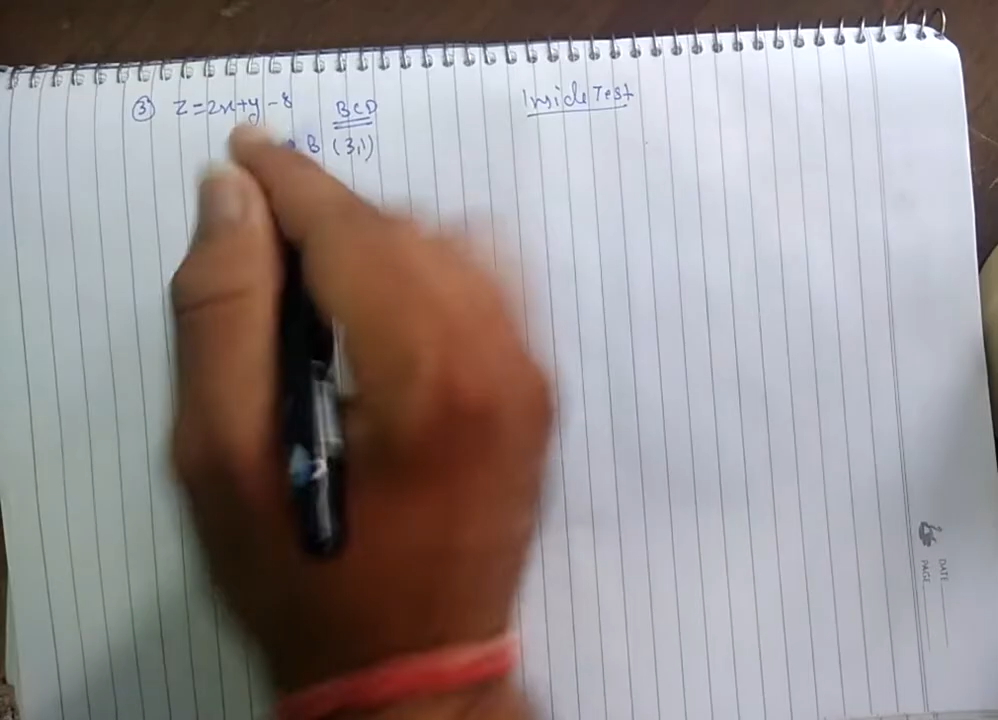 ③ Z=2x+y-8 BCD
B (3,1)
Inside Test
DATE
PAGE